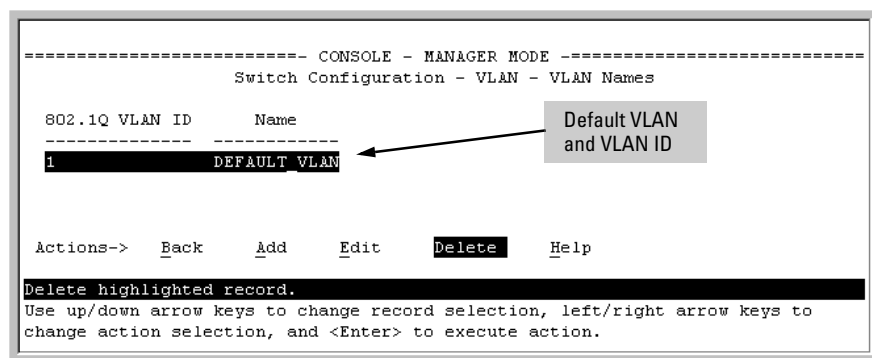 ============================- CONSOLE - MANAGER MODE -============================
Switch Configuration - VLAN - VLAN Names
802.1Q VLAN ID Name
-------------- ------------
1 DEFAULT_VLAN
Default VLAN
and VLAN ID
Actions-> Back Add Edit Delete Help
Delete highlighted record.
Use up/down arrow keys to change record selection, left/right arrow keys to
change action selection, and <Enter> to execute action.